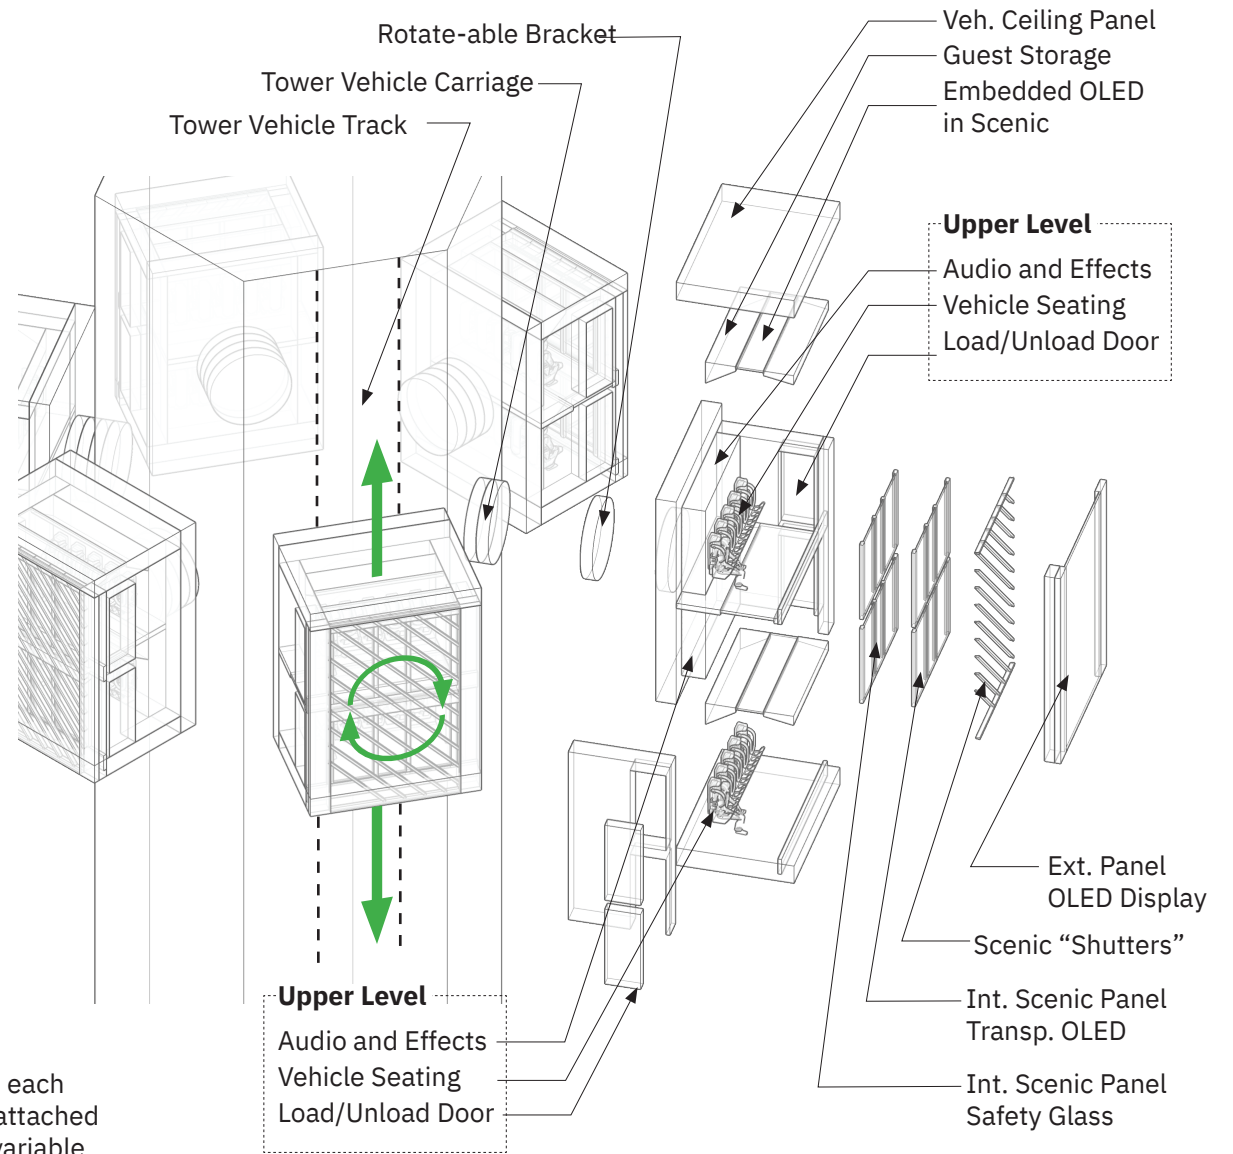 Rotate-able Bracket
Tower Vehicle Carriage
Tower Vehicle Track
Veh. Ceiling Panel
Guest Storage
Embedded OLED
in Scenic
Upper Level
Audio and Effects
Vehicle Seating
Load/Unload Door
Ext. Panel
OLED Display
Scenic “Shutters”
Int. Scenic Panel
Transp. OLED
Int. Scenic Panel
Safety Glass
Upper Level
Audio and Effects
Vehicle Seating
Load/Unload Door
each
attached
variable